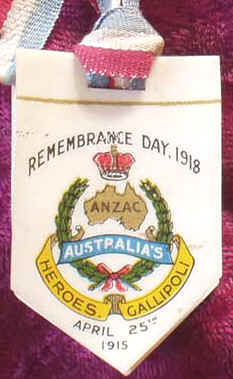 REMEMBRANCE DAY. 1918
ANZAC
AUSTRALIA'S
HEROES. GALLIPOLI
APRIL 25TH
1915